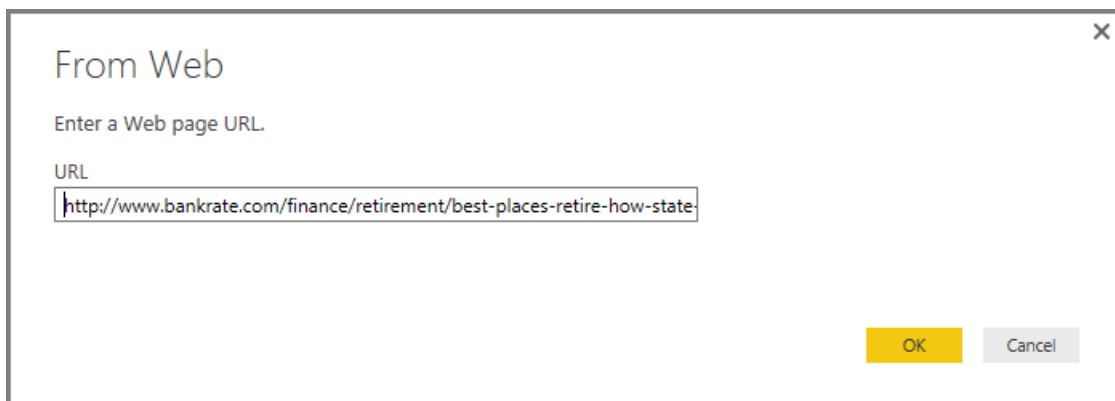 From Web
Enter a Web page URL.
URL
http://www.bankrate.com/finance/retirement/best-places-retire-how-state-
OK Cancel